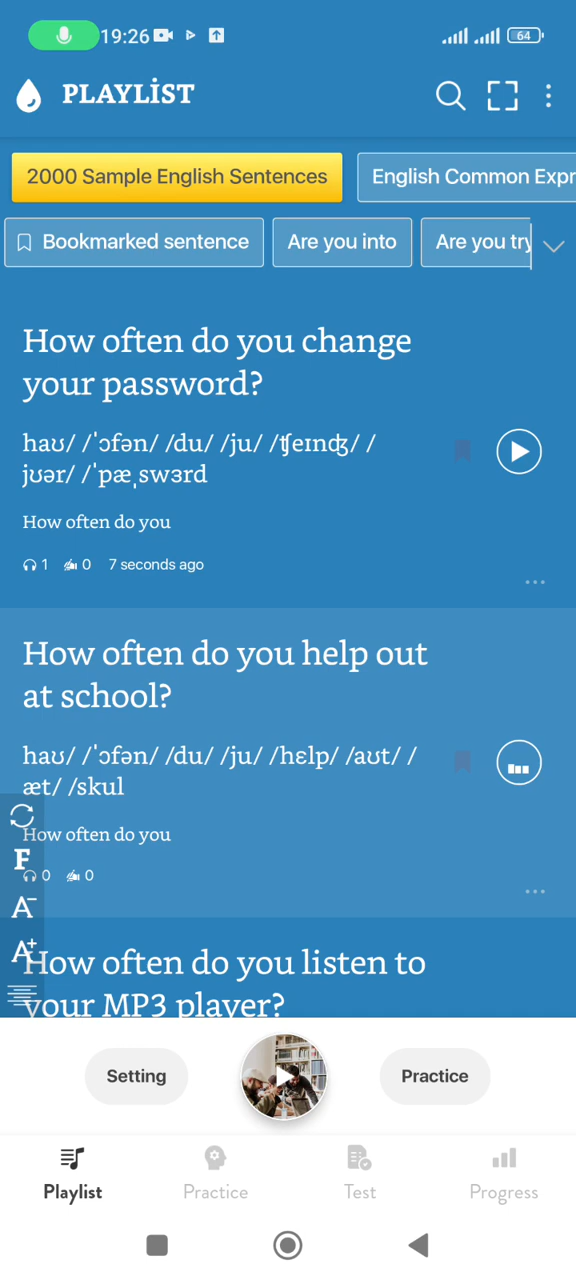 19:26
64
PLAYLİST
2000 Sample English Sentences
English Common Expr
Bookmarked sentence
Are you into
Are you try
How often do you change
your password?
haʊ/ /ˈɔfən/ /du/ /ju/ /ʧeɪnʤ/ /
jʊər/ /ˈpæˌswɜrd
How often do you
1 0 7 seconds ago
How often do you help out
at school?
haʊ/ /ˈɔfən/ /du/ /ju/ /hɛlp/ /aʊt/ /
æt/ /skul
How often do you
F
0 0
A-
A+
How often do you listen to
your MP3 player?
Setting
Practice
Playlist
Practice
Test
Progress